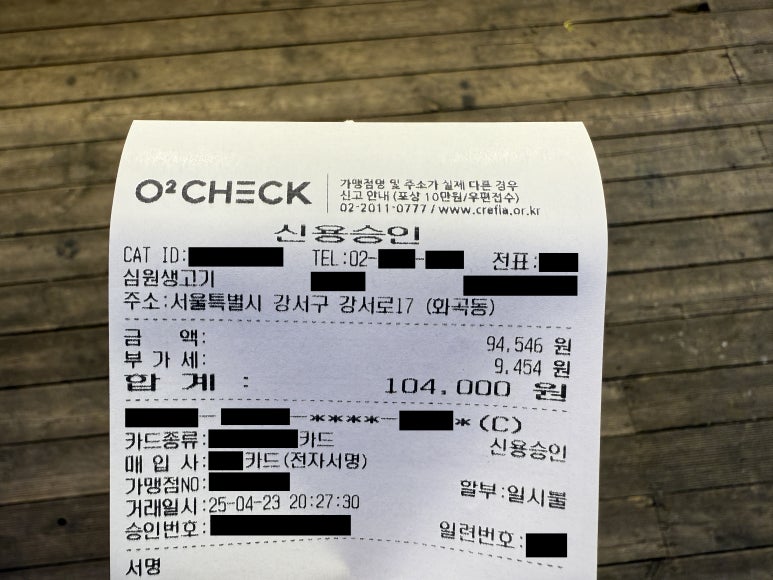 O² CHECK
가맹점명 및 주소가 실제 다른 경우
신고 안내 (포상 10만원/우편접수)
02-2011-0777 / www.crefia.or.kr
신용승인
CAT ID: TEL:02- - 전표:
심원생고기
주소:서울특별시 강서구 강서로17 (화곡동)
금 액: 94,546 원
부 가 세: 9,454 원
합 계 : 104,000 원
- -****- *(C)
카드종류: 카드 신용승인
매 입 사: 카드(전자서명)
가맹점NO: 할부:일시불
거래일시:25-04-23 20:27:30
승인번호: 일련번호:
서명